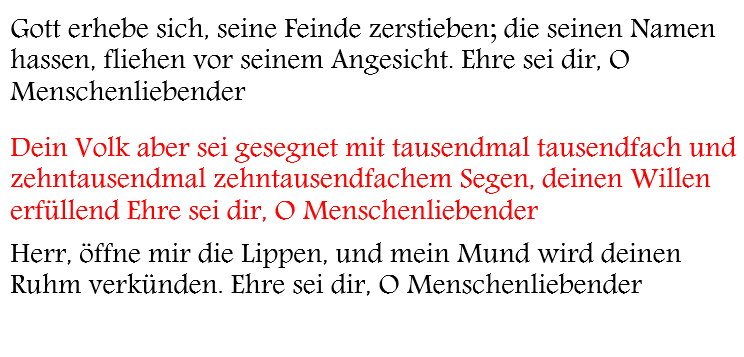 Gott erhebe sich, seine Feinde zerstieben; die seinen Namen
hassen, fliehen vor seinem Angesicht. Ehre sei dir, O
Menschenliebender
Dein Volk aber sei gesegnet mit tausendmal tausendfach und
zehntausendmal zehntausendfachem Segen, deinen Willen
erfüllend Ehre sei dir, O Menschenliebender
Herr, öffne mir die Lippen, und mein Mund wird deinen
Ruhm verkünden. Ehre sei dir, O Menschenliebender